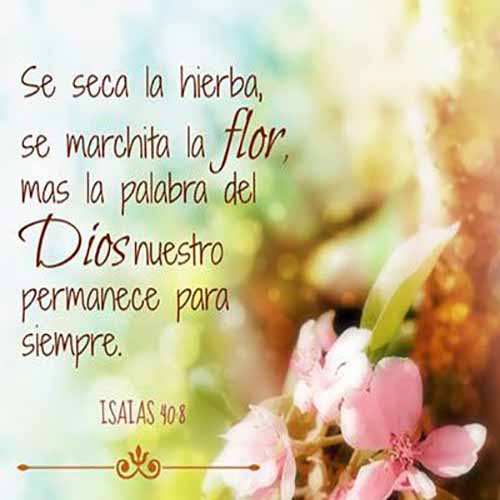 Se seca la hierba,
se marchita la flor,
mas la palabra del
Dios nuestro
permanece para
siempre.
ISAIAS 40:8